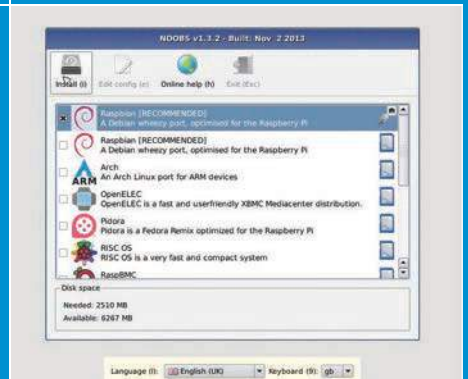 NOOBS v1.3.2 - Built: Nov 2 2013
Install (i)
Edit config (e)
Online help (h)
Exit (Esc)
Raspbian [RECOMMENDED]
A Debian wheezy port, optimised for the Raspberry Pi
Raspbian [RECOMMENDED]
A Debian wheezy port, optimised for the Raspberry Pi
ARM
Arch
An Arch Linux port for ARM devices
OpenELEC
OpenELEC is a fast and userfriendly XBMC Mediacenter distribution.
Pidora
Pidora is a Fedora Remix optimized for the Raspberry Pi
RISC OS
RISC OS is a very fast and compact system
RaspBMC
Disk space
Needed: 2510 MB
Available: 6267 MB
Language (l): English (UK)
Keyboard (9): gb